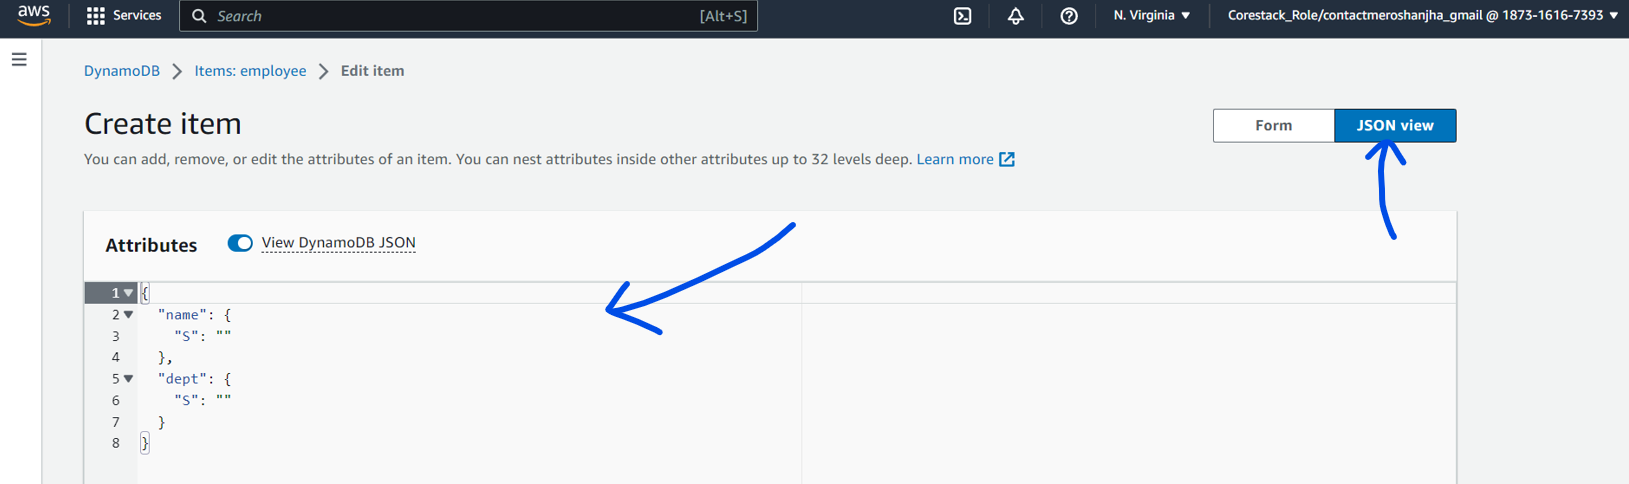 aws Services Search [Alt+S] N. Virginia Corestack_Role/contactmeroshanjha_gmail @ 1873-1616-7393
DynamoDB Items: employee Edit item
Create item
Form JSON view
You can add, remove, or edit the attributes of an item. You can nest attributes inside other attributes up to 32 levels deep. Learn more
Attributes View DynamoDB JSON
1 {
2 "name": {
3 "S": ""
4 },
5 "dept": {
6 "S": ""
7 }
8 }